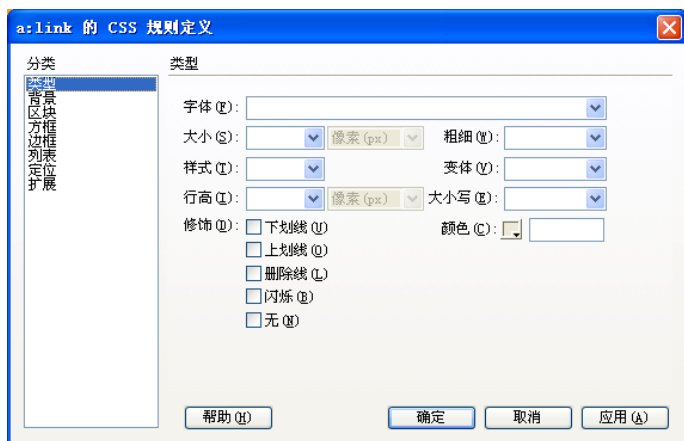 a:link 的 CSS 规则定义
分类
类型
背景
区块
方框
边框
列表
定位
扩展
类型
字体(F):
大小(S): 像素(px) 粗细(W):
样式(T): 变体(V):
行高(I): 像素(px) 大小写(E):
修饰(D): 下划线(U) 颜色(C):
上划线(O)
删除线(L)
闪烁(B)
无(N)
帮助(H) 确定 取消 应用(A)